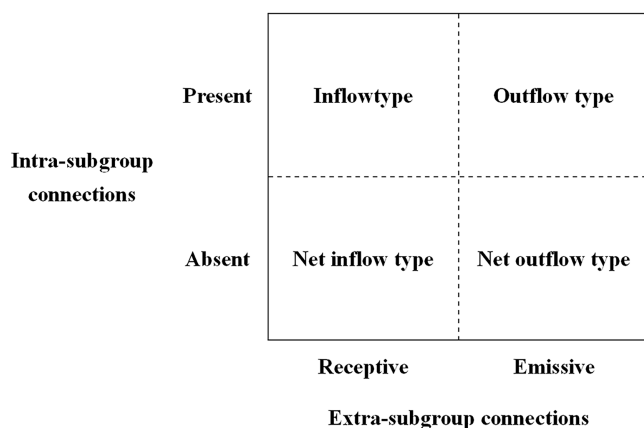 Present
Inflowtype
Outflow type
Intra-subgroup
connections
Absent
Net inflow type
Net outflow type
Receptive
Emissive
Extra-subgroup connections